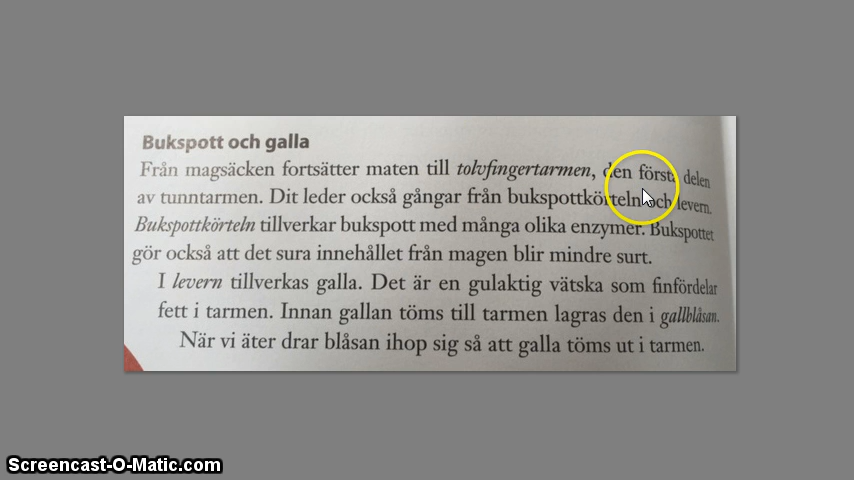 Bukspott och galla
Från magsäcken fortsätter maten till tolvfingertarmen, den första delen
av tunntarmen. Dit leder också gångar från bukspottkörteln och levern.
Bukspottkörteln tillverkar bukspott med många olika enzymer. Bukspottet
gör också att det sura innehållet från magen blir mindre surt.
I levern tillverkas galla. Det är en gulaktig vätska som finfördelar
fett i tarmen. Innan gallan töms till tarmen lagras den i gallblåsan.
När vi äter drar blåsan ihop sig så att galla töms ut i tarmen.
Screencast-O-Matic.com